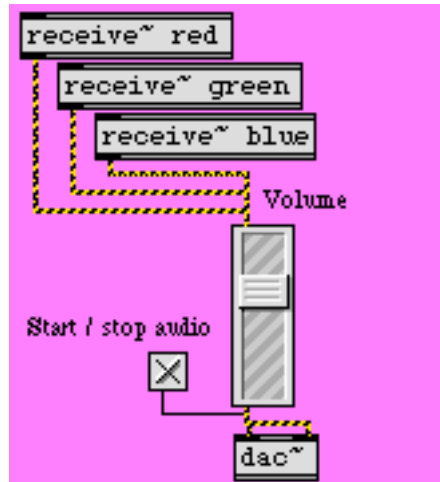 receive~ red
receive~ green
receive~ blue
Volume
Start / stop audio
dac~